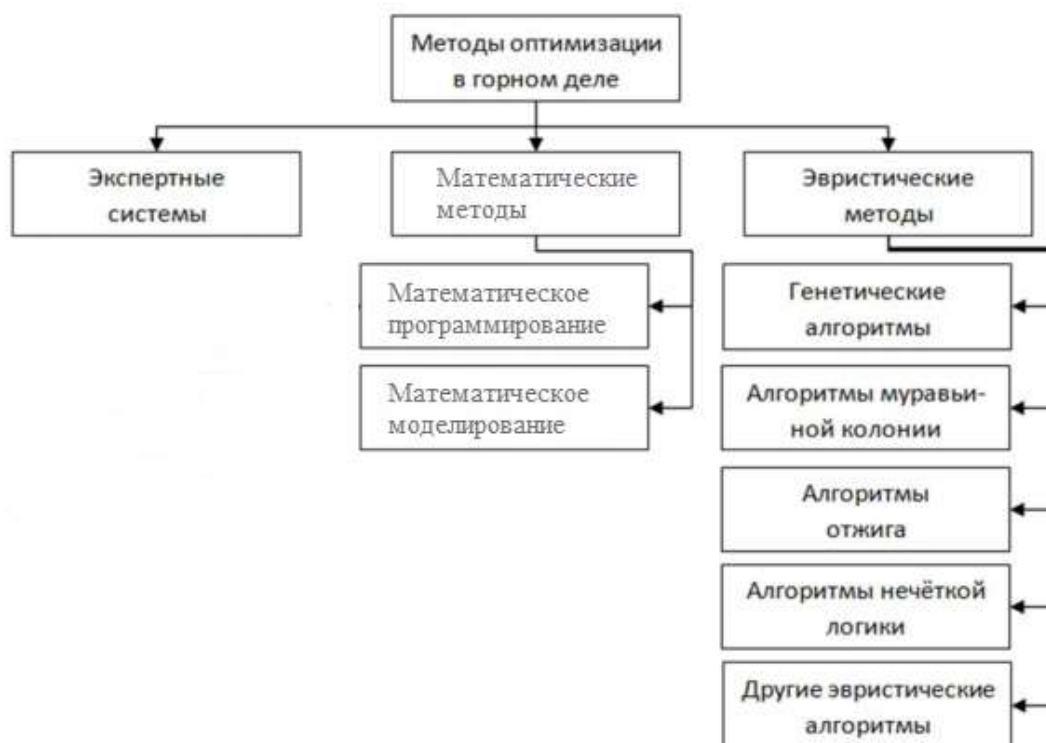 Методы оптимизации
в горном деле
Экспертные
системы
Математические
методы
Эвристические
методы
Математическое
программирование
Математическое
моделирование
Генетические
алгоритмы
Алгоритмы муравьи-
ной колонии
Алгоритмы
отжига
Алгоритмы нечёткой
логики
Другие эвристические
алгоритмы